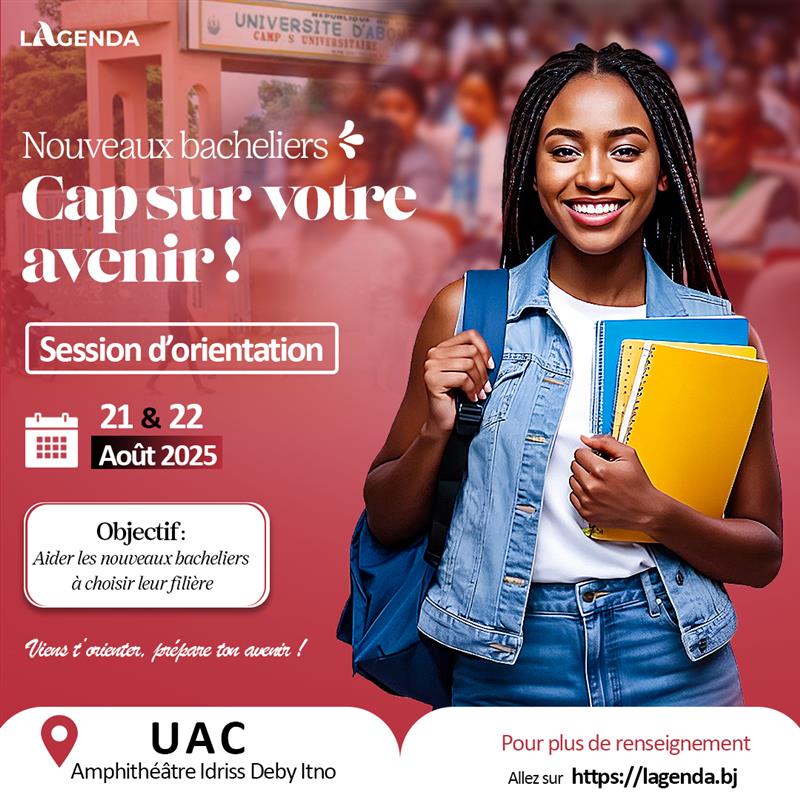 LAGENDA
UNIVERSITE D'ABO
Nouveaux bacheliers
Cap sur votre
avenir !
Session d'orientation
21 & 22
Août 2025
Objectif :
Aider les nouveaux bacheliers
à choisir leur filière
Viens t'orienter, prépare ton avenir !
UAC
Amphithéâtre Idriss Deby Itno
Pour plus de renseignement
Allez sur https://lagenda.bj